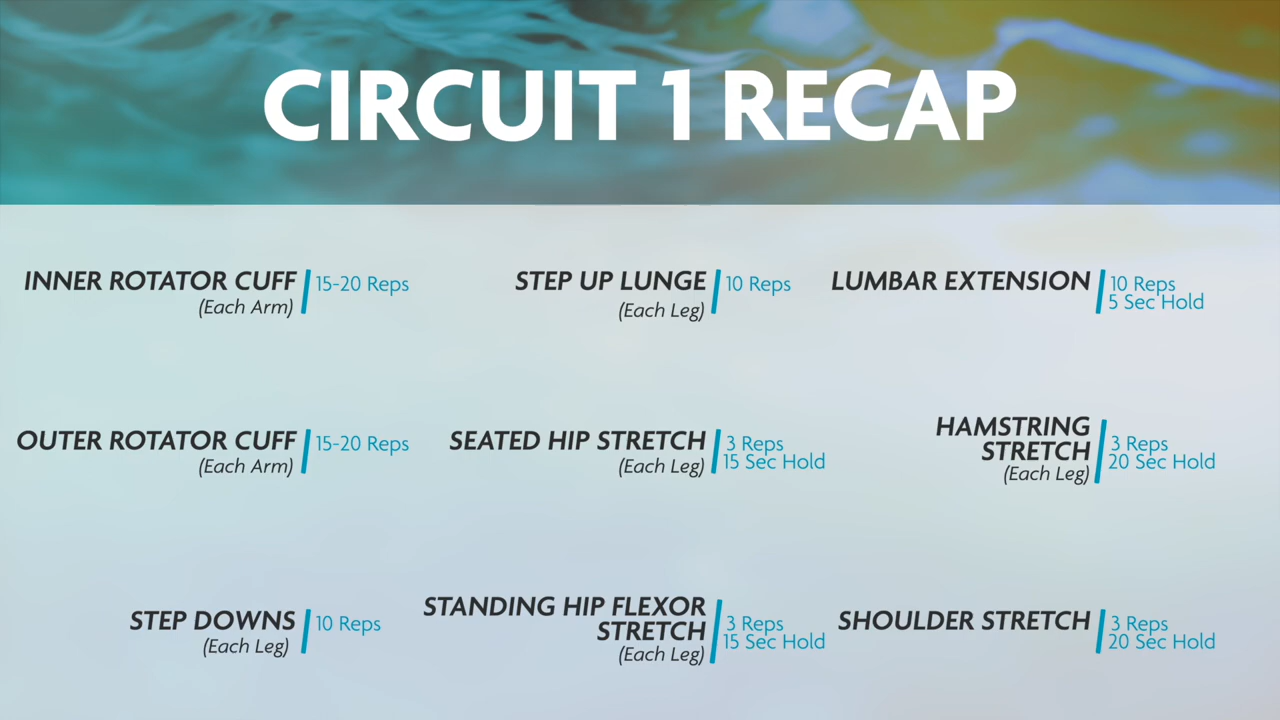 CIRCUIT 1 RECAP
INNER ROTATOR CUFF
(Each Arm)
15-20 Reps
OUTER ROTATOR CUFF
(Each Arm)
15-20 Reps
STEP DOWNS
(Each Leg)
10 Reps
STEP UP LUNGE
(Each Leg)
10 Reps
SEATED HIP STRETCH
(Each Leg)
3 Reps
15 Sec Hold
STANDING HIP FLEXOR
STRETCH
(Each Leg)
3 Reps
15 Sec Hold
LUMBAR EXTENSION
10 Reps
5 Sec Hold
HAMSTRING
STRETCH
(Each Leg)
3 Reps
20 Sec Hold
SHOULDER STRETCH
3 Reps
20 Sec Hold